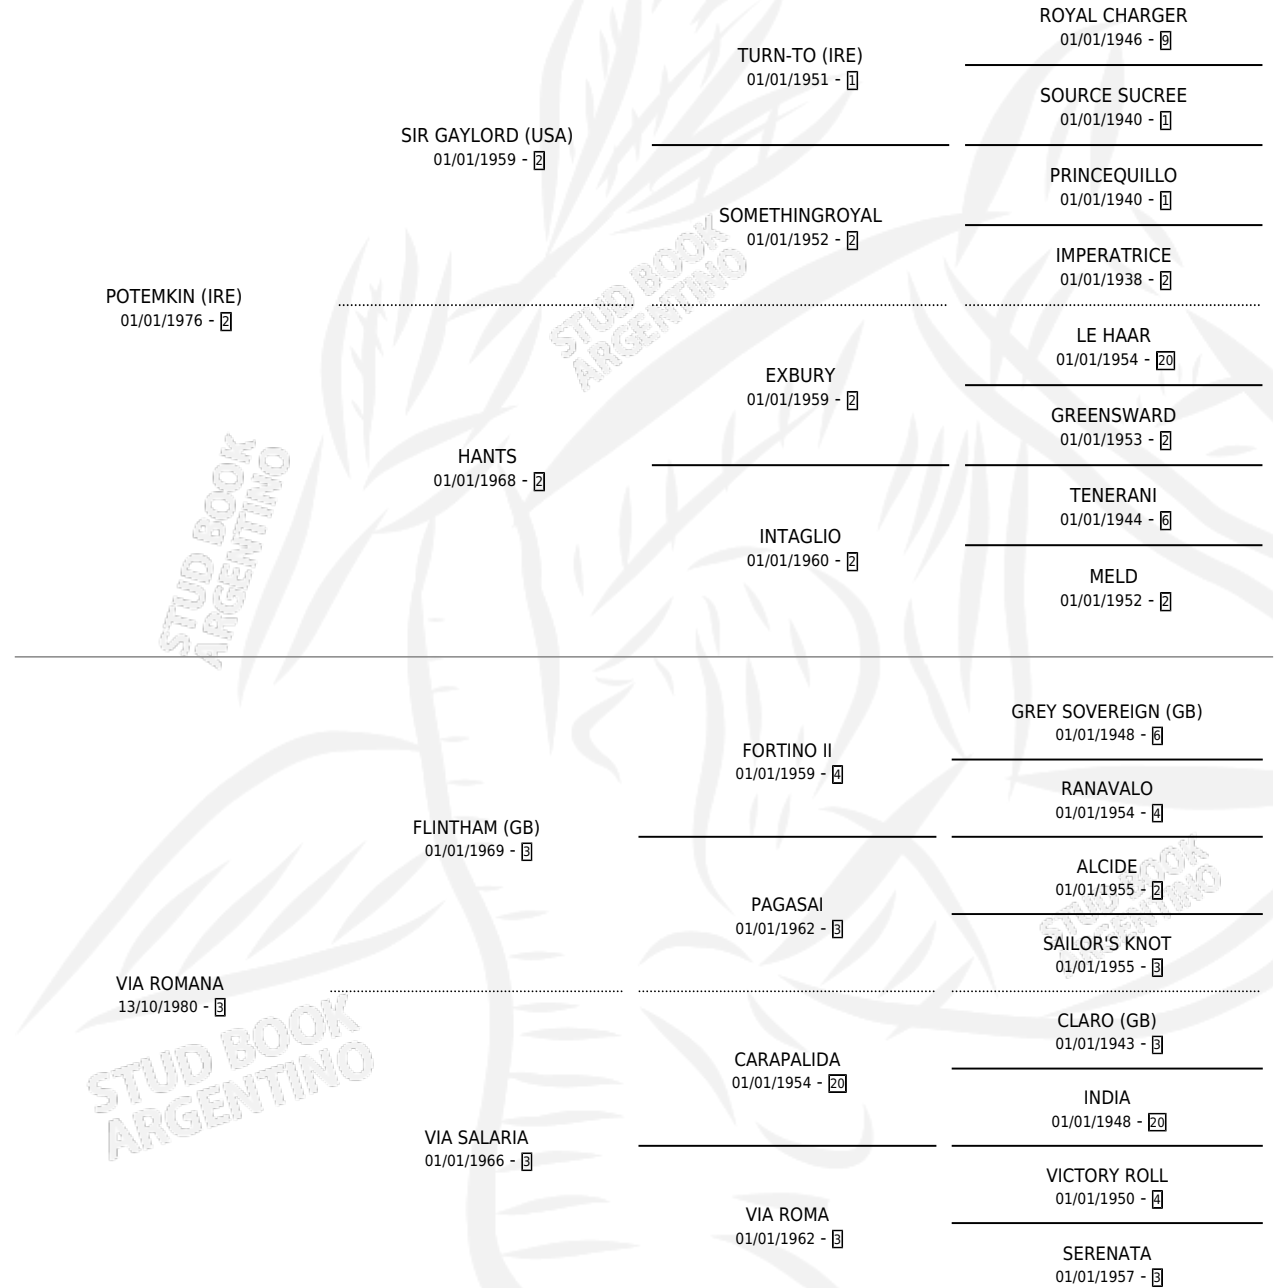 ROYAL CHARGER
01/01/1946 - 9
TURN-TO (IRE)
01/01/1951 - 1
SOURCE SUCREE
01/01/1940 - 1
SIR GAYLORD (USA)
01/01/1959 - 2
PRINCEQUILLO
01/01/1940 - 1
SOMETHINGROYAL
01/01/1952 - 2
IMPERATRICE
01/01/1938 - 2
POTEMKIN (IRE)
01/01/1976 - 2
STUD BOOK
ARGENTINO
LE HAAR
01/01/1954 - 20
EXBURY
01/01/1959 - 2
GREENSWARD
01/01/1953 - 2
HANTS
01/01/1968 - 2
TENERANI
01/01/1944 - 6
INTAGLIO
01/01/1960 - 2
MELD
01/01/1952 - 2
STUD BOOK
ARGENTINO
GREY SOVEREIGN (GB)
01/01/1948 - 6
FORTINO II
01/01/1959 - 4
RANAVALO
01/01/1954 - 4
FLINTHAM (GB)
01/01/1969 - 3
ALCIDE
01/01/1955 - 2
PAGASAI
01/01/1962 - 3
SAILOR'S KNOT
01/01/1955 - 3
STUD BOOK
ARGENTINO
VIA ROMANA
13/10/1980 - 3
CLARO (GB)
01/01/1943 - 3
CARAPALIDA
01/01/1954 - 20
INDIA
01/01/1948 - 20
STUD BOOK
ARGENTINO
VIA SALARIA
01/01/1966 - 3
VICTORY ROLL
01/01/1950 - 4
VIA ROMA
01/01/1962 - 3
SERENATA
01/01/1957 - 3